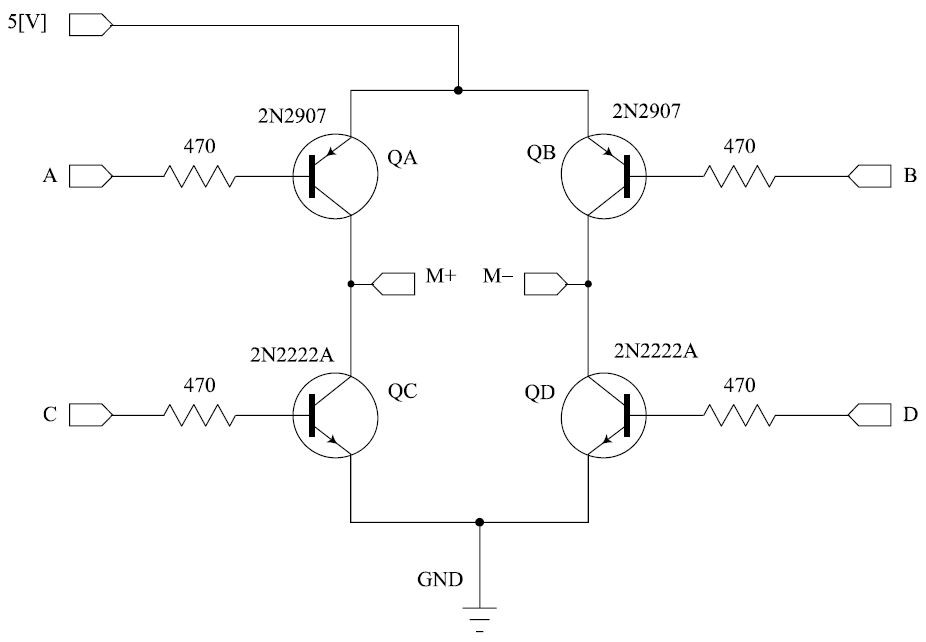 5[V]
2N2907
2N2907
470
470
A
QA
QB
B
M+
M−
2N2222A
2N2222A
470
470
C
QC
QD
D
GND